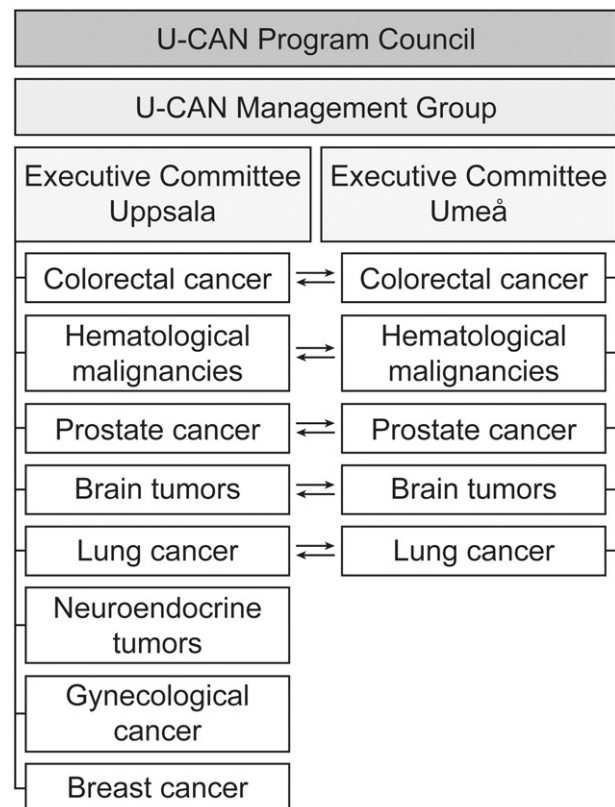 U-CAN Program Council
U-CAN Management Group
Executive Committee
Uppsala
Executive Committee
Umeå
Colorectal cancer
Colorectal cancer
Hematological
malignancies
Hematological
malignancies
Prostate cancer
Prostate cancer
Brain tumors
Brain tumors
Lung cancer
Lung cancer
Neuroendocrine
tumors
Gynecological
cancer
Breast cancer